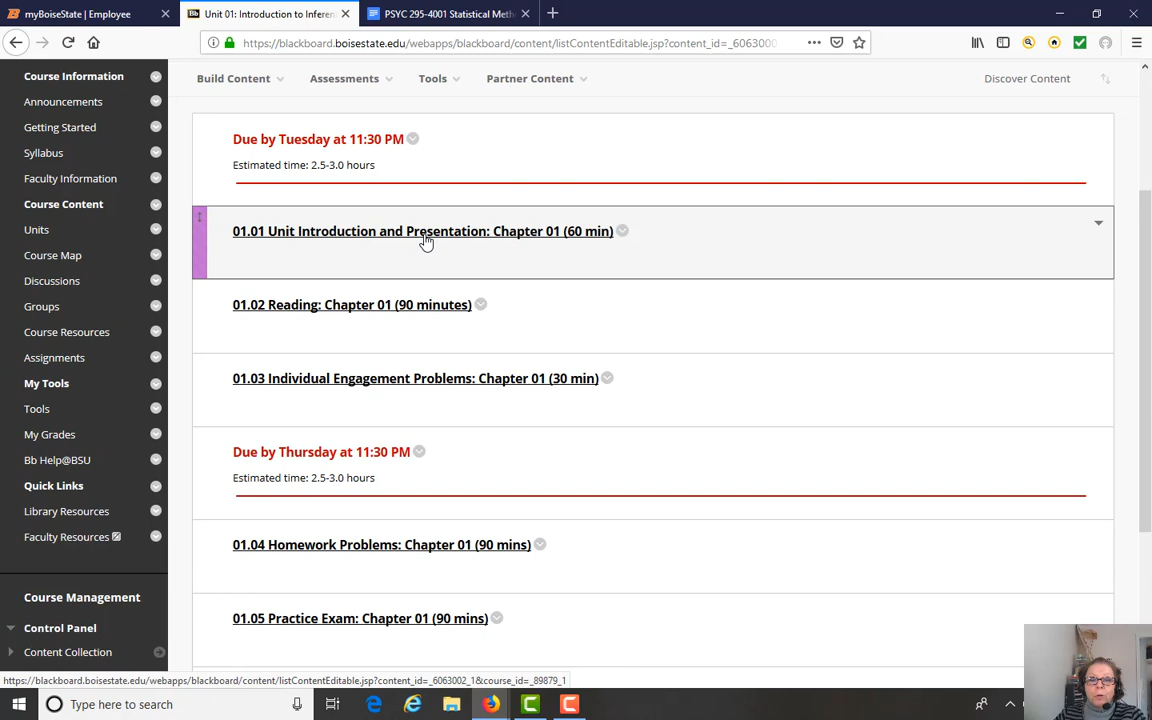 myBoiseState | Employee
Bb
Unit 01: Introduction to Inferen
PSYC 295-4001 Statistical Meth
https://blackboard.boisestate.edu/webapps/blackboard/content/listContentEditable.jsp?content_id=_6063000
Course Information
Announcements
Getting Started
Syllabus
Faculty Information
Course Content
Units
Course Map
Discussions
Groups
Course Resources
Assignments
My Tools
Tools
My Grades
Bb Help@BSU
Quick Links
Library Resources
Faculty Resources
Course Management
Control Panel
Content Collection
Build Content
Assessments
Tools
Partner Content
Discover Content
Due by Tuesday at 11:30 PM
Estimated time: 2.5-3.0 hours
01.01 Unit Introduction and Presentation: Chapter 01 (60 min)
01.02 Reading: Chapter 01 (90 minutes)
01.03 Individual Engagement Problems: Chapter 01 (30 min)
Due by Thursday at 11:30 PM
Estimated time: 2.5-3.0 hours
01.04 Homework Problems: Chapter 01 (90 mins)
01.05 Practice Exam: Chapter 01 (90 mins)
https://blackboard.boisestate.edu/webapps/blackboard/content/listContentEditable.jsp?content_id=_6063002_1&course_id=_89879_1
Type here to search